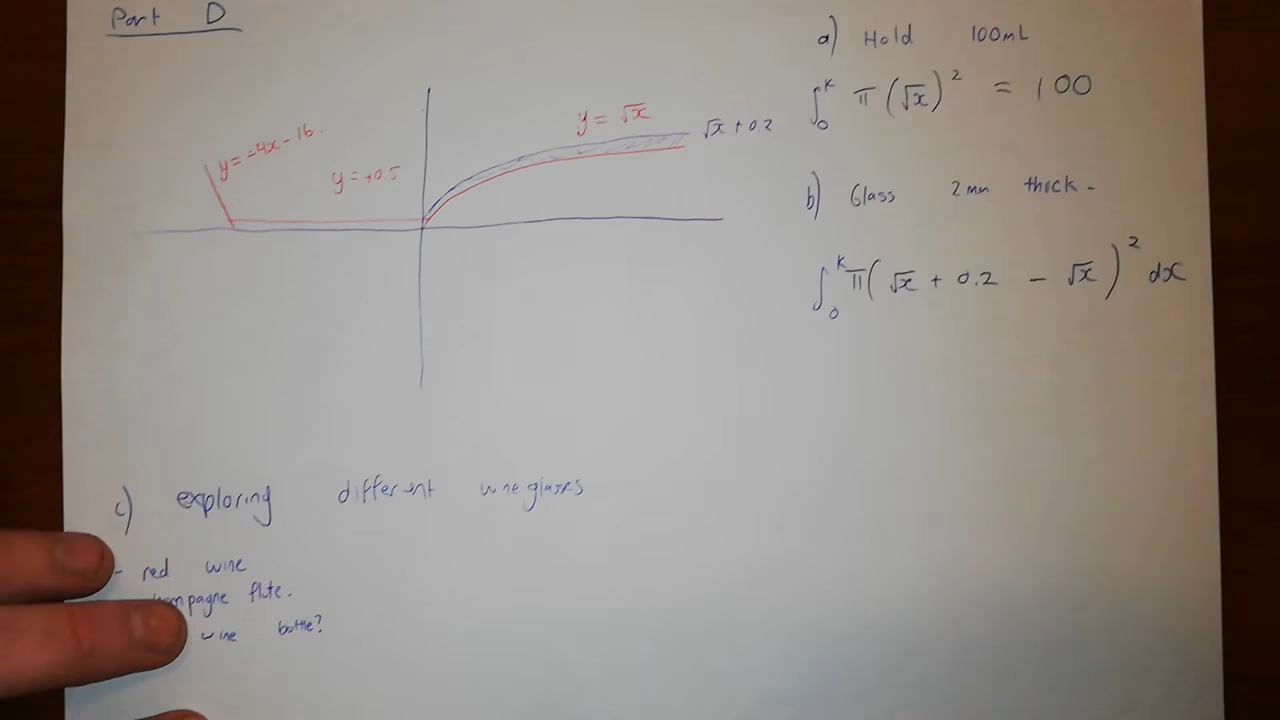 Part D
y = √x
√x + 0.2
y = -4x - 16.
y = +0.5
a) Hold 100mL
∫₀ᴷ π(√x)² = 100
b) Glass 2mm thick -
∫₀ᴷ π(√x + 0.2 - √x)² dx
c) exploring different wine glasses
- red wine
flute.
wine bottle?